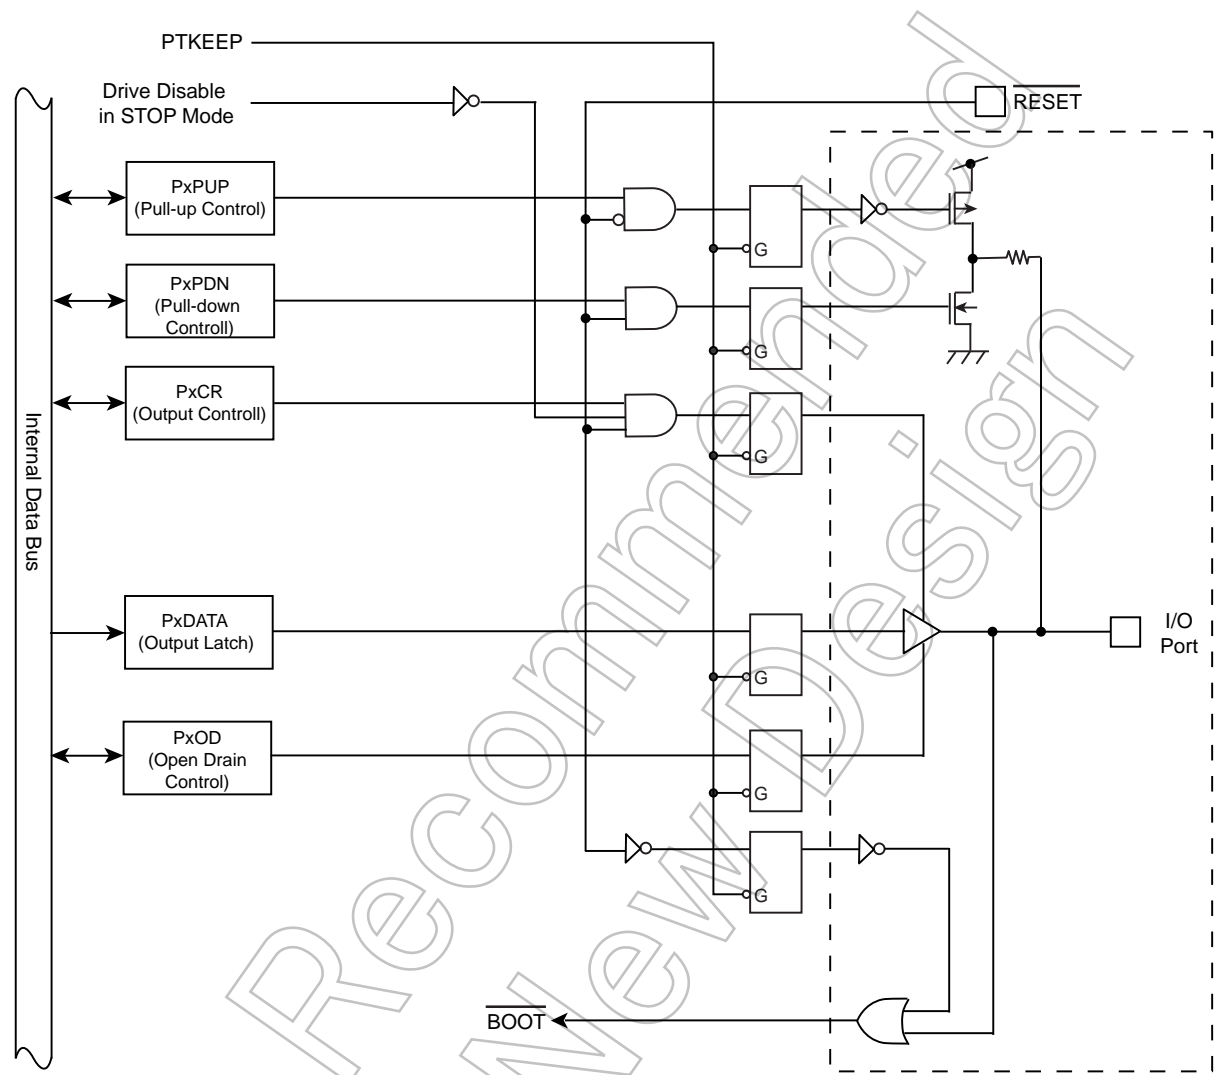 PTKEEP
Drive Disable
in STOP Mode
RESET
PxPUP
(Pull-up Control)
G
PxPDN
(Pull-down
Controll)
G
PxCR
(Output Controll)
G
Internal Data Bus
PxDATA
(Output Latch)
G
I/O
Port
PxOD
(Open Drain
Control)
G
G
BOOT
Recommended
New Design